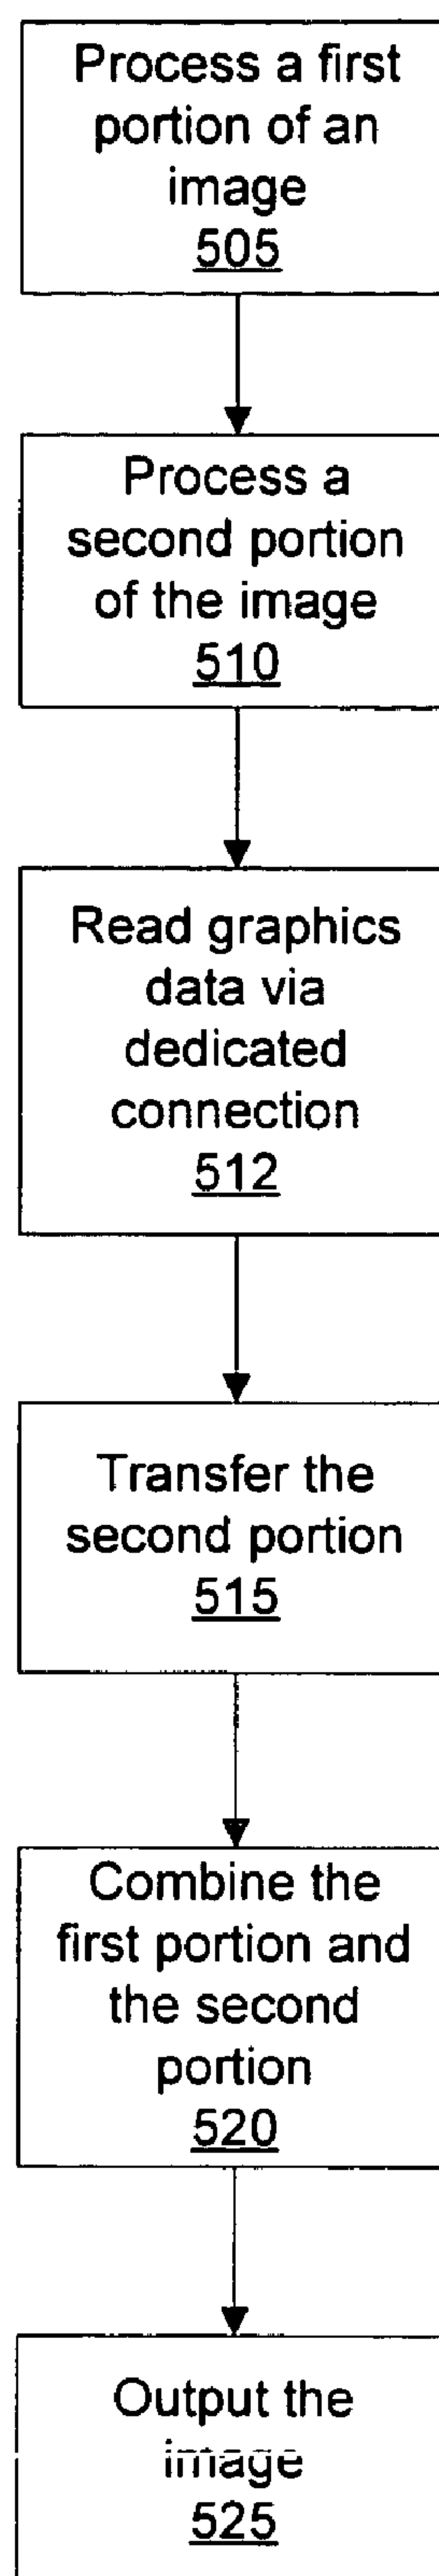 Process a first
portion of an
image
505
Process a
second portion
of the image
510
Read graphics
data via
dedicated
connection
512
Transfer the
second portion
515
Combine the
first portion and
the second
portion
520
Output the
image
525